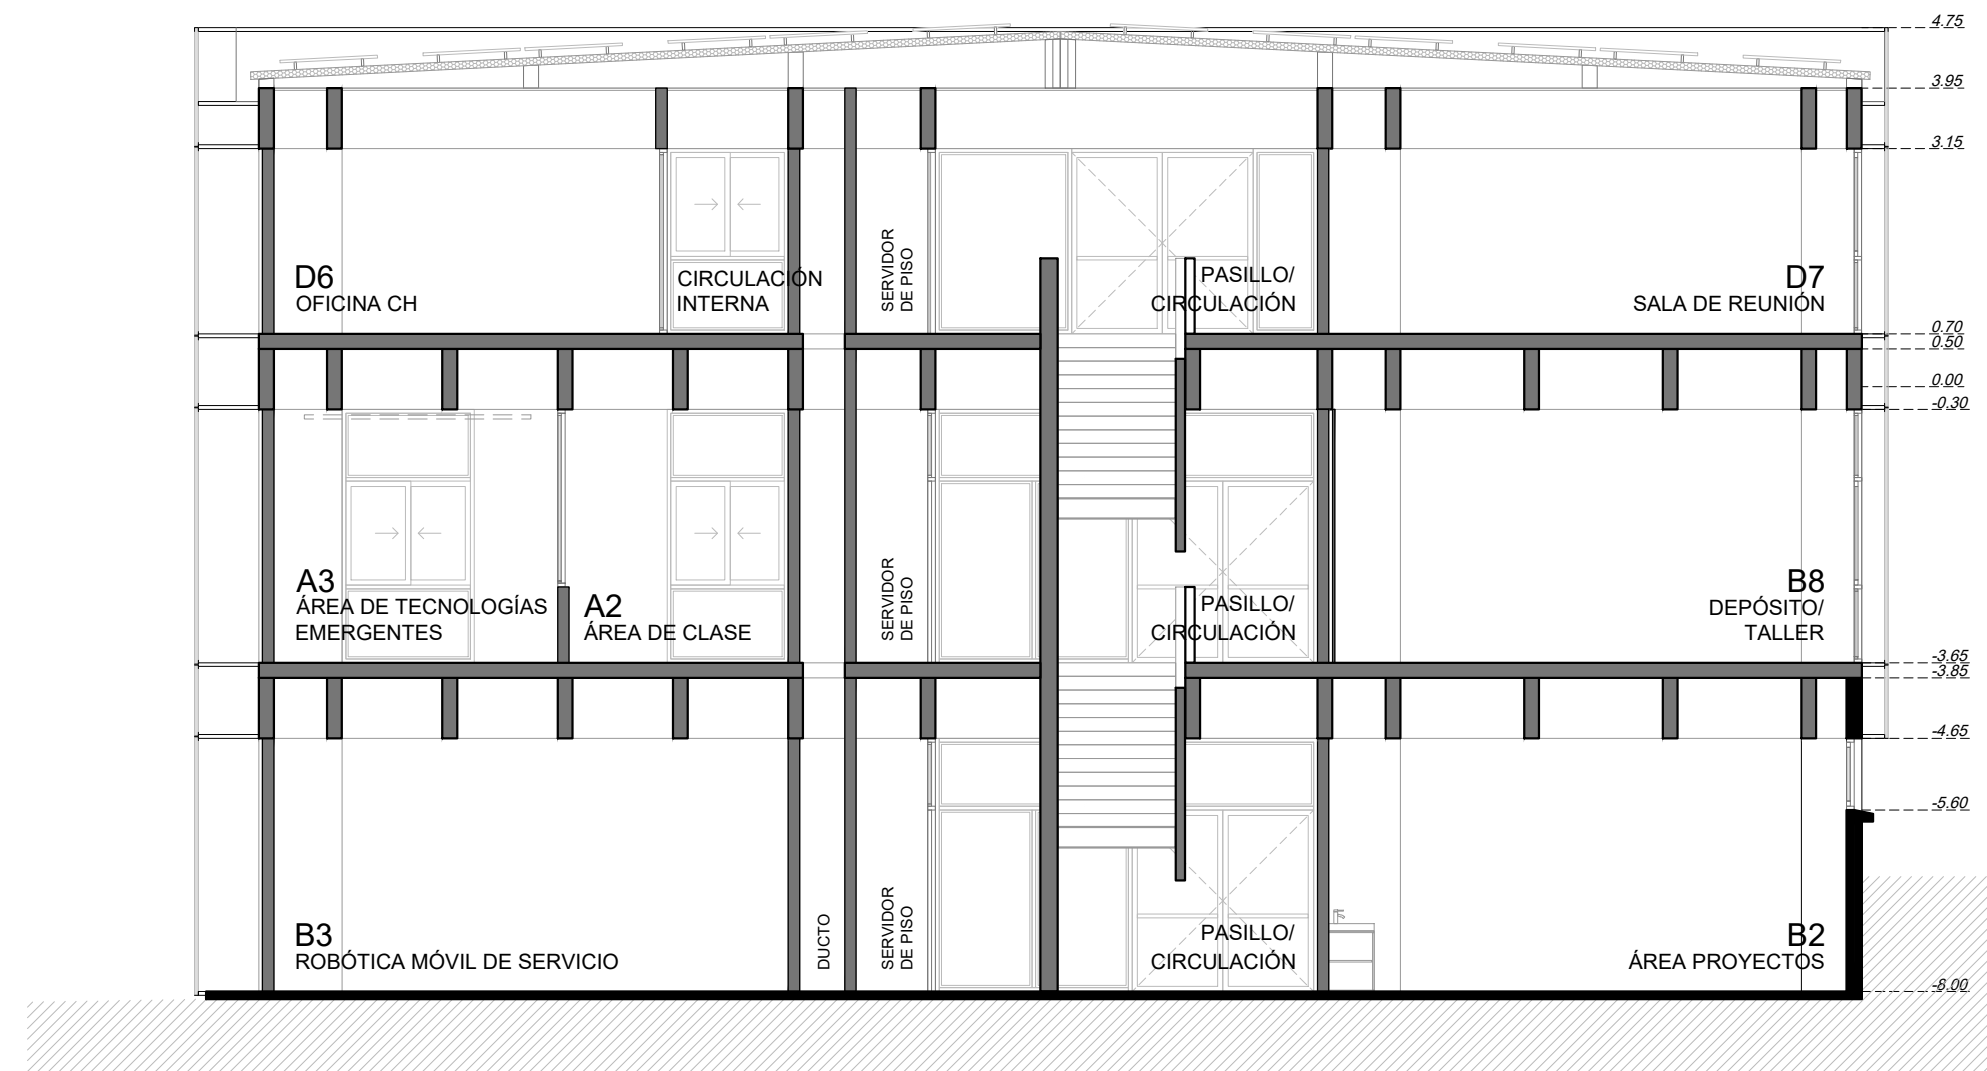 4.75
3.95
3.15
D6
OFICINA CH
CIRCULACIÓN
INTERNA
SERVIDOR
DE PISO
PASILLO/
CIRCULACIÓN
D7
SALA DE REUNIÓN
0.70
0.50
0.00
-0.30
A3
ÁREA DE TECNOLOGÍAS
EMERGENTES
A2
ÁREA DE CLASE
SERVIDOR
DE PISO
PASILLO/
CIRCULACIÓN
B8
DEPÓSITO/
TALLER
-3.65
-3.85
-4.65
-5.60
B3
ROBÓTICA MÓVIL DE SERVICIO
DUCTO
SERVIDOR
DE PISO
PASILLO/
CIRCULACIÓN
B2
ÁREA PROYECTOS
-8.00